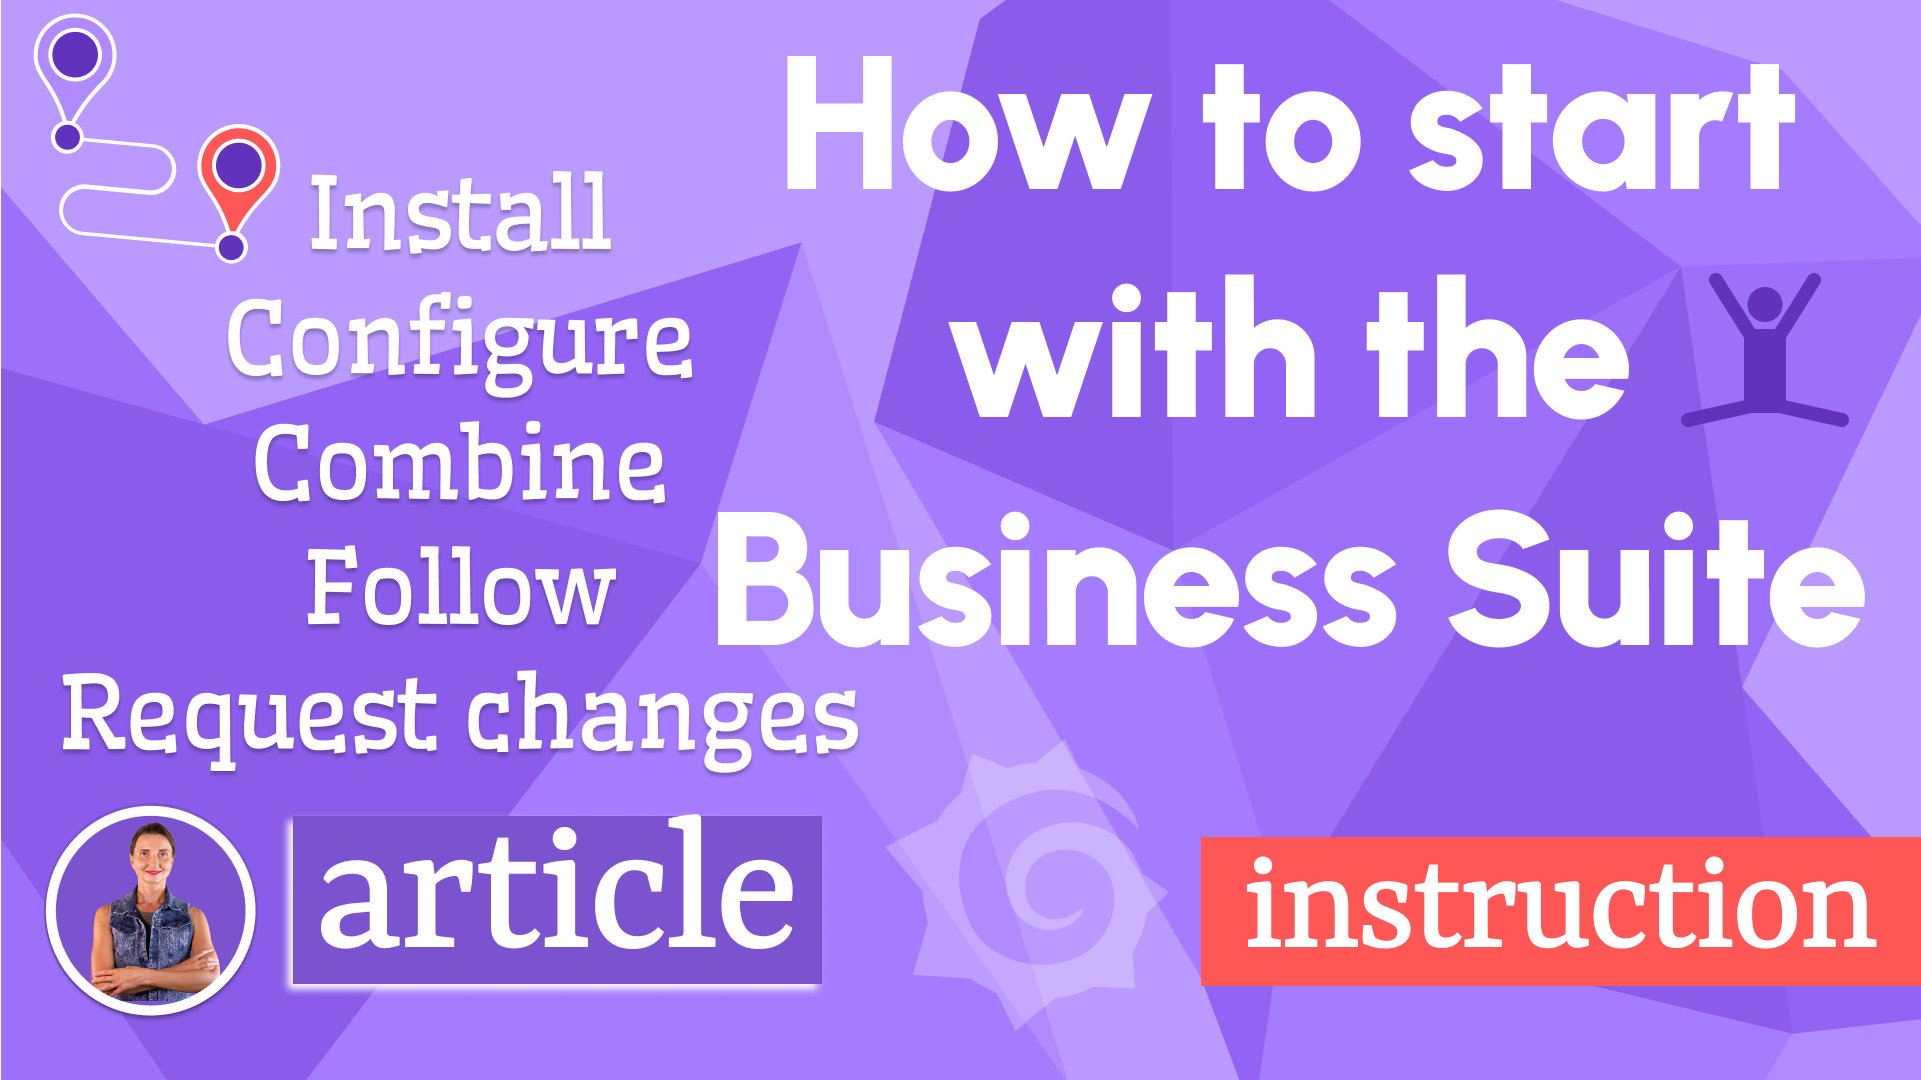 How to start
with the
Business Suite
Install
Configure
Combine
Follow
Request changes
article
instruction